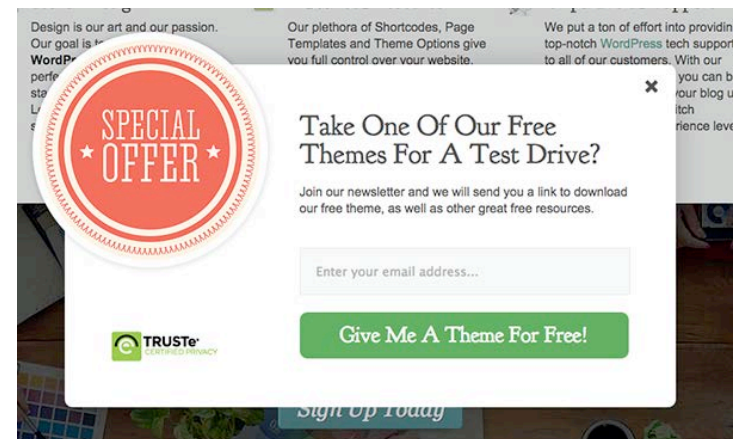 Design is our art and our passion.
Our goal is
WordPr
perfe
sta
L
s
Our plethora of Shortcodes, Page
Templates and Theme Options give
you full control over your website.
We put a ton of effort into providin
top-notch WordPress tech support
to all of our customers. With our
you can b
your blog u
itch
rience leve
SPECIAL
OFFER
Take One Of Our Free
Themes For A Test Drive?
Join our newsletter and we will send you a link to download
our free theme, as well as other great free resources.
Enter your email address...
Give Me A Theme For Free!
TRUSTe
CERTIFIED PRIVACY
Sign Up Today